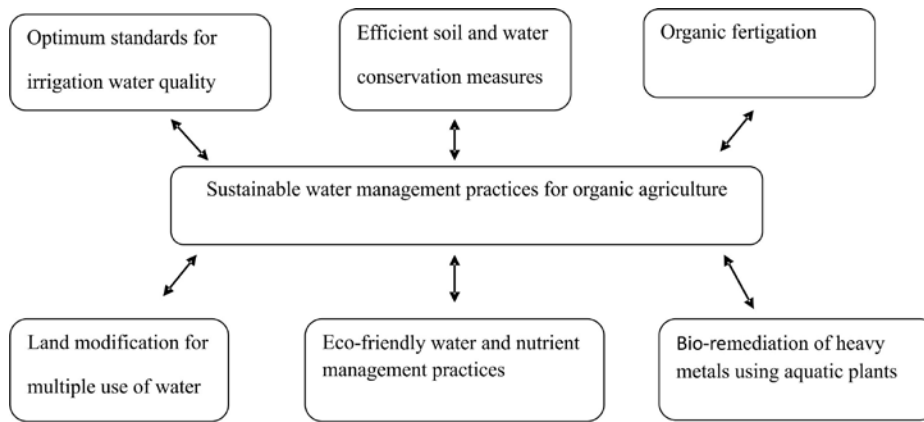 Optimum standards for
irrigation water quality
Efficient soil and water
conservation measures
Organic fertigation
Sustainable water management practices for organic agriculture
Land modification for
multiple use of water
Eco-friendly water and nutrient
management practices
Bio-remediation of heavy
metals using aquatic plants